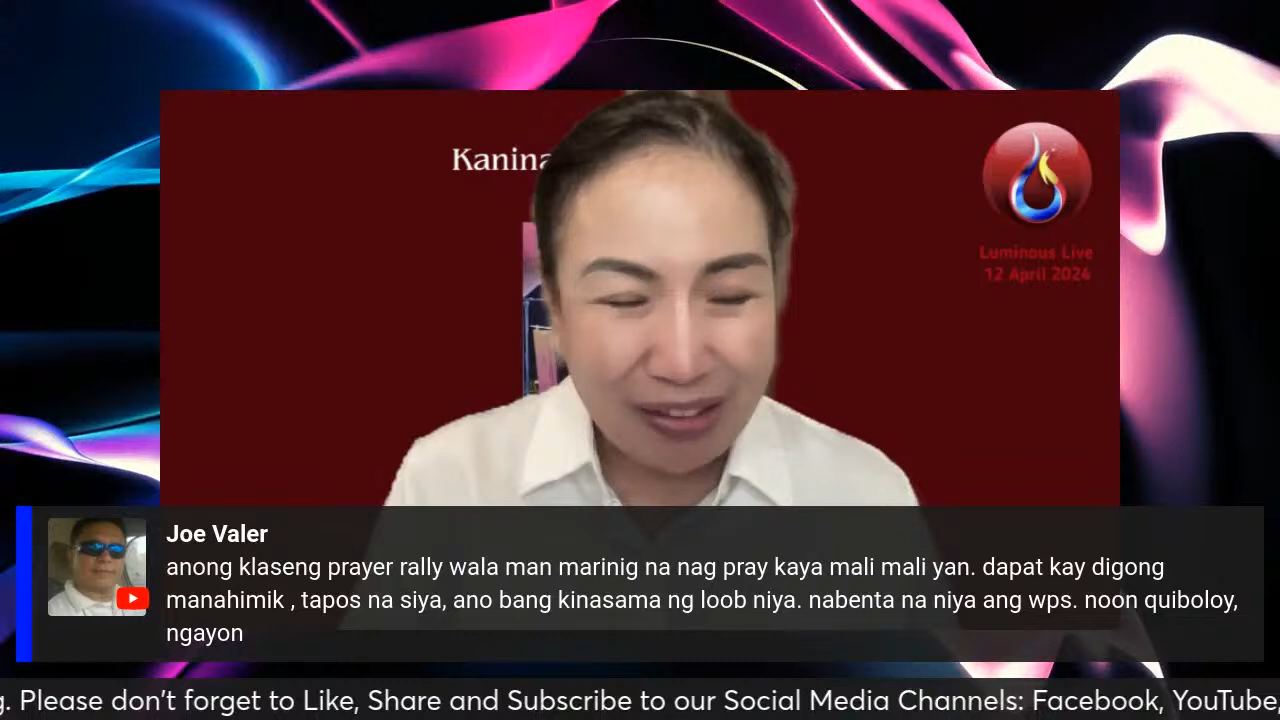 Kanina
Luminous Live
12 April 2024
Joe Valer
anong klaseng prayer rally wala man marinig na nag pray kaya mali mali yan. dapat kay digong
manahimik , tapos na siya, ano bang kinasama ng loob niya. nabenta na niya ang wps. noon quiboloy,
ngayon
g. Please don't forget to Like, Share and Subscribe to our Social Media Channels: Facebook, YouTube,